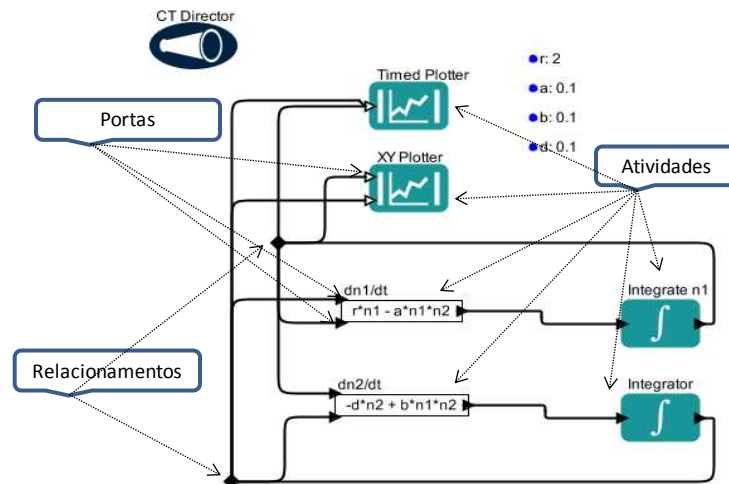 CT Director
r: 2
Timed Plotter
a: 0.1
Portas
b: 0.1
d: 0.1
XY Plotter
Atividades
dn1/dt
r*n1 - a*n1*n2
Integrate n1
∫
Relacionamentos
dn2/dt
-d*n2 + b*n1*n2
Integrator
∫